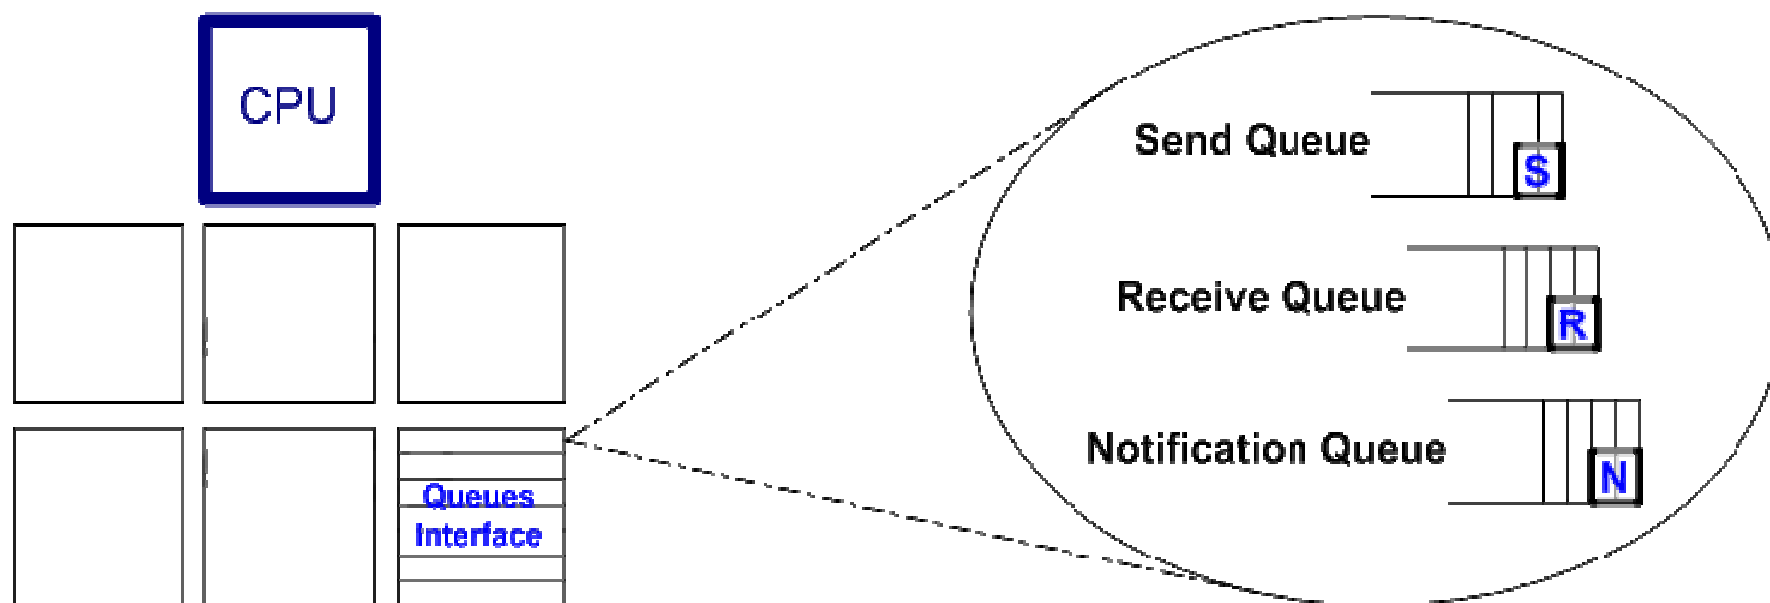 CPU
Send Queue
S
Receive Queue
R
Notification Queue
N
Queues
Interface